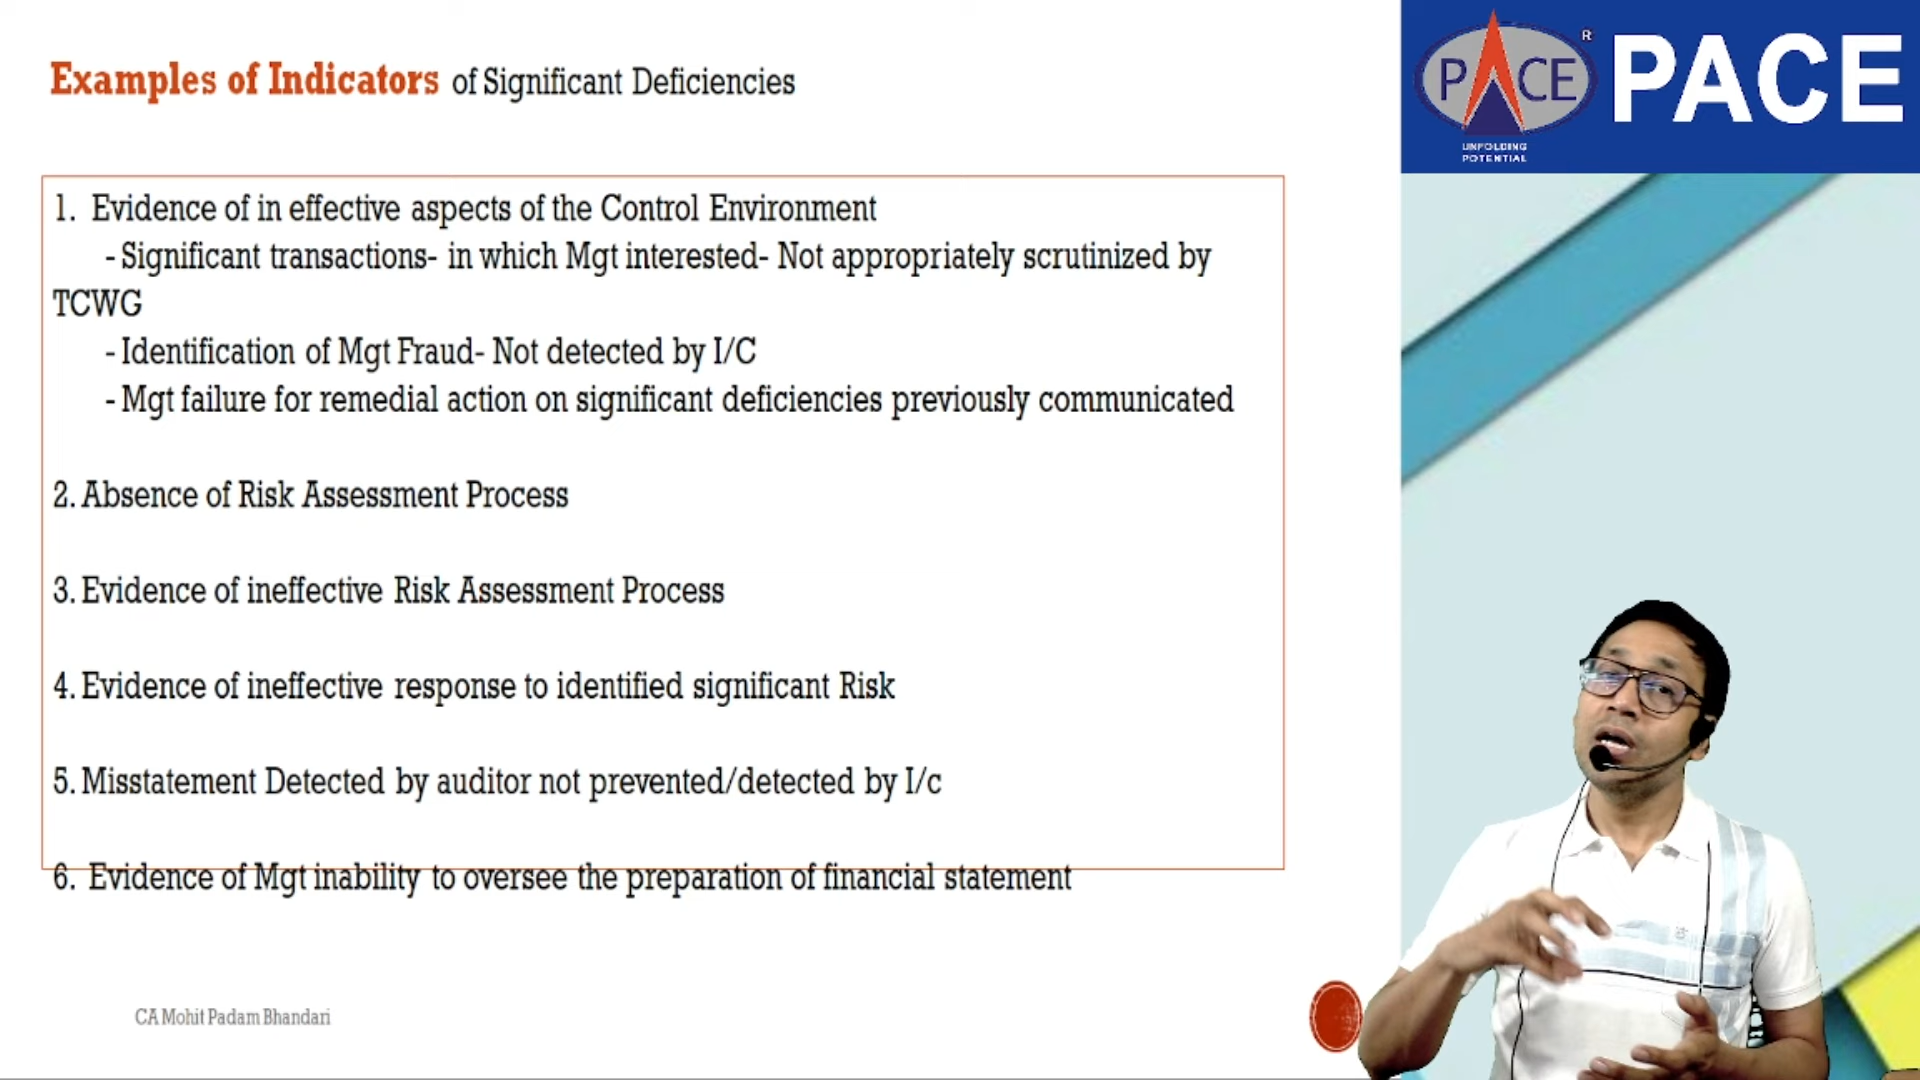 Examples of Indicators of Significant Deficiencies
1. Evidence of in effective aspects of the Control Environment
- Significant transactions- in which Mgt interested- Not appropriately scrutinized by
TCWG
- Identification of Mgt Fraud- Not detected by I/C
- Mgt failure for remedial action on significant deficiencies previously communicated
2. Absence of Risk Assessment Process
3. Evidence of ineffective Risk Assessment Process
4. Evidence of ineffective response to identified significant Risk
5. Misstatement Detected by auditor not prevented/detected by I/c
6. Evidence of Mgt inability to oversee the preparation of financial statement
CA Mohit Padam Bhandari
PACE
R
UNFOLDING
POTENTIAL
PACE